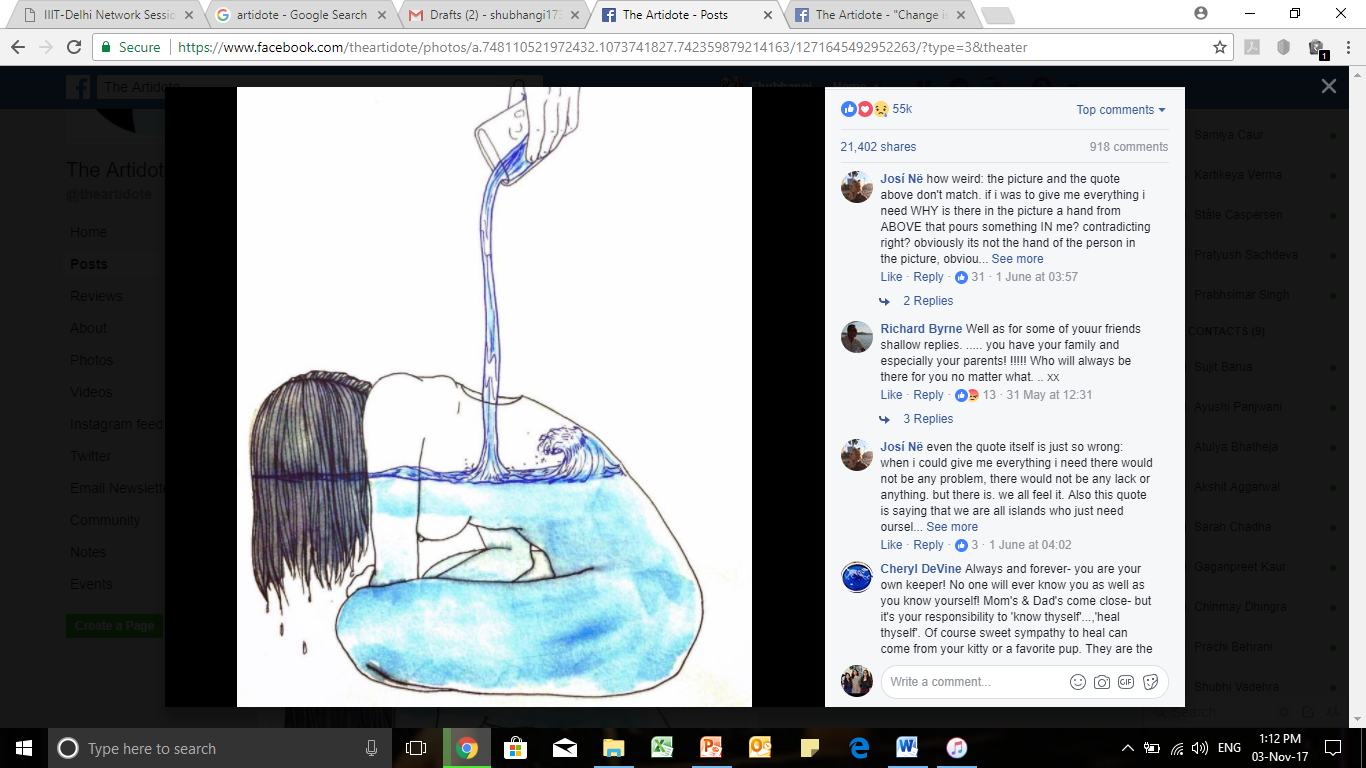 IIIT-Delhi Network Sessic
artidote - Google Search
Drafts (2) - shubhangi173
The Artidote - Posts
The Artidote - "Change is
Secure
https://www.facebook.com/theartidote/photos/a.748110521972432.1073741827.742359879214163/1271645492952263/?type=3&theater
1
The Artidote
The Artidote
@theartidote
Home
Posts
Reviews
About
Photos
Videos
Instagram feed
Twitter
Email Newslette
Community
Notes
Events
Create a Page
55k
Top comments
21,402 shares
918 comments
Josí Në how weird: the picture and the quote
above don't match. if i was to give me everything i
need WHY is there in the picture a hand from
ABOVE that pours something IN me? contradicting
right? obviously its not the hand of the person in
the picture, obviou... See more
Like · Reply · 31 · 1 June at 03:57
2 Replies
Richard Byrne Well as for some of youur friends
shallow replies. ..... you have your family and
especially your parents! !!!!! Who will always be
there for you no matter what. .. xx
Like · Reply · 13 · 31 May at 12:31
3 Replies
Josí Në even the quote itself is just so wrong:
when i could give me everything i need there would
not be any problem, there would not be any lack or
anything. but there is. we all feel it. Also this quote
is saying that we are all islands who just need
oursel... See more
Like · Reply · 3 · 1 June at 04:02
Cheryl DeVine Always and forever- you are your
own keeper! No one will ever know you as well as
you know yourself! Mom's & Dad's come close- but
it's your responsibility to 'know thyself'...,'heal
thyself'. Of course sweet sympathy to heal can
come from your kitty or a favorite pup. They are the
Write a comment...
GIF
Samiya Caur
Kartikeya Verma
Ståle Caspersen
Pratyush Sachdeva
Prabhsimar Singh
CONTACTS (9)
Sujit Barua
Ayushi Panjwani
Atulya Bhatheja
Akshit Aggarwal
Sarah Chadha
Gaganpreet Kaur
Chinmay Dhingra
Prachi Behrani
Shubhi Vadehra
Search
Type here to search
ENG
1:12 PM
03-Nov-17